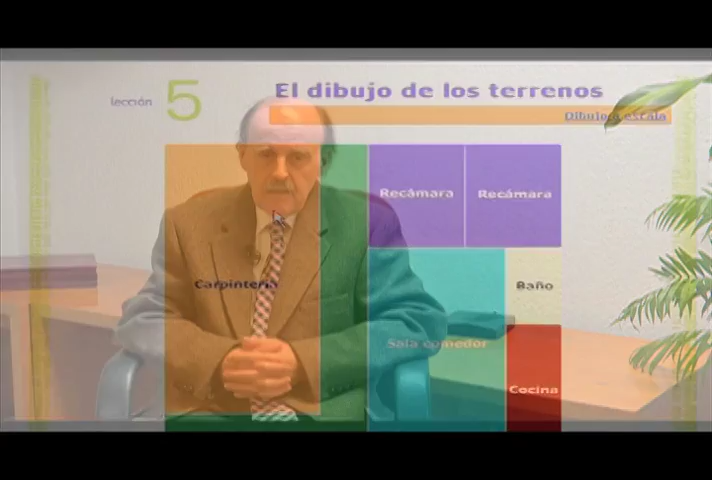 lección 5
El dibujo de los terrenos
Dibujo a escala
Recámara
Recámara
Carpintería
Baño
Sala comedor
Cocina